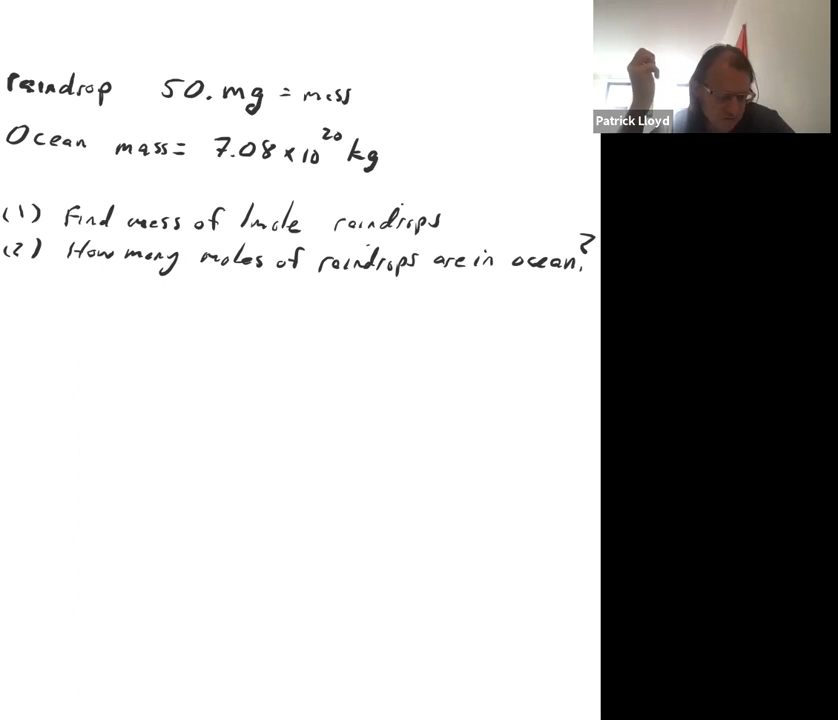 raindrop 50. mg = mass
Ocean mass = 7.08 x 10^20 kg
(1) Find mass of 1 mole raindrops
(2) How many moles of raindrops are in ocean?
Patrick Lloyd